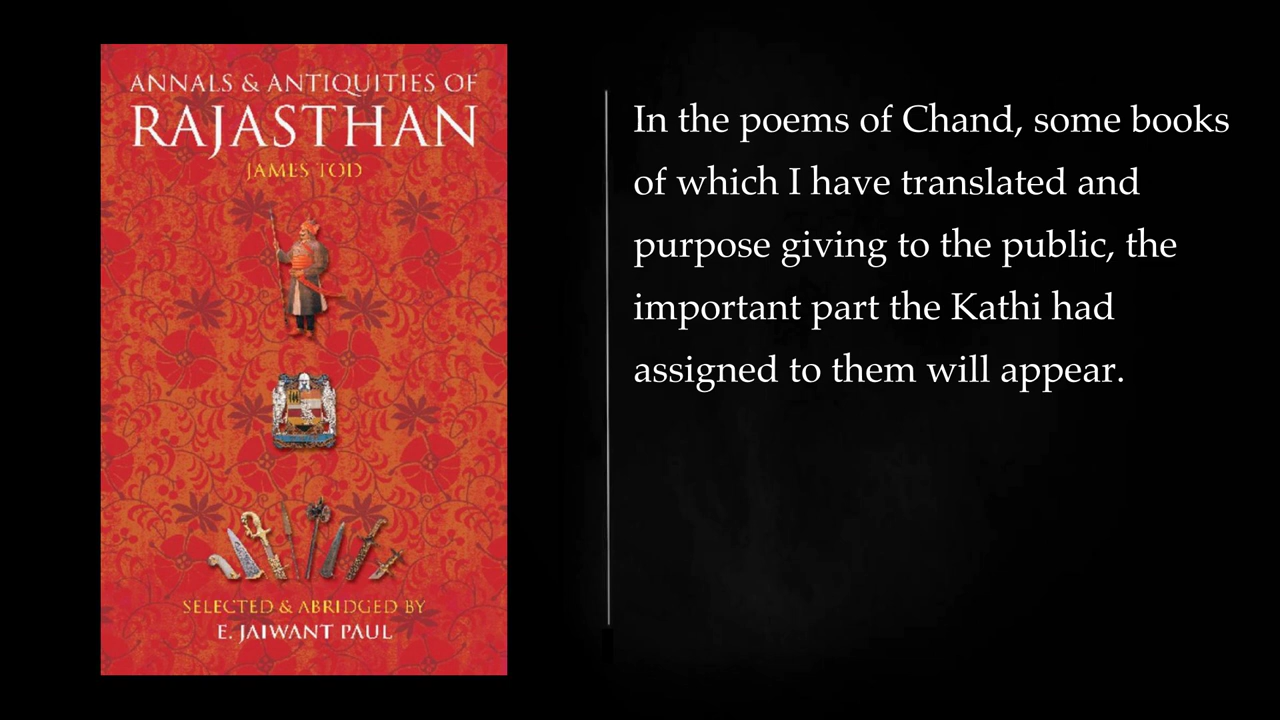 ANNALS & ANTIQUITIES OF
RAJASTHAN
JAMES TOD
SELECTED & ABRIDGED BY
E. JAIWANT PAUL
In the poems of Chand, some books
of which I have translated and
purpose giving to the public, the
important part the Kathi had
assigned to them will appear.